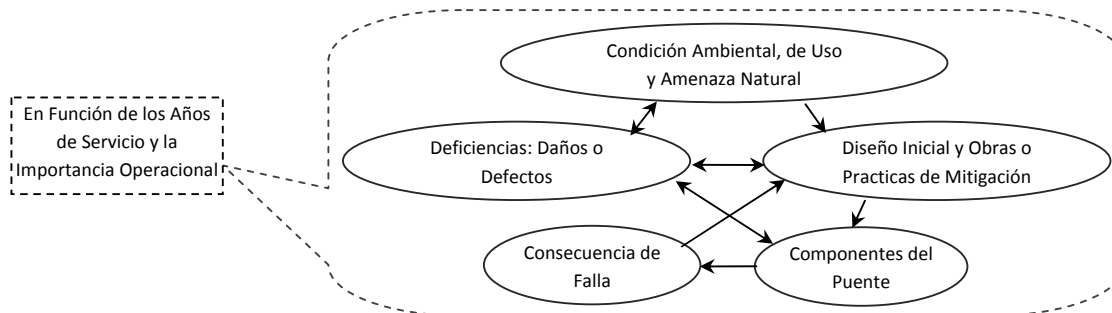 Condición Ambiental, de Uso
y Amenaza Natural
En Función de los Años
de Servicio y la
Importancia Operacional
Deficiencias: Daños o
Defectos
Diseño Inicial y Obras o
Practicas de Mitigación
Consecuencia de
Falla
Componentes del
Puente